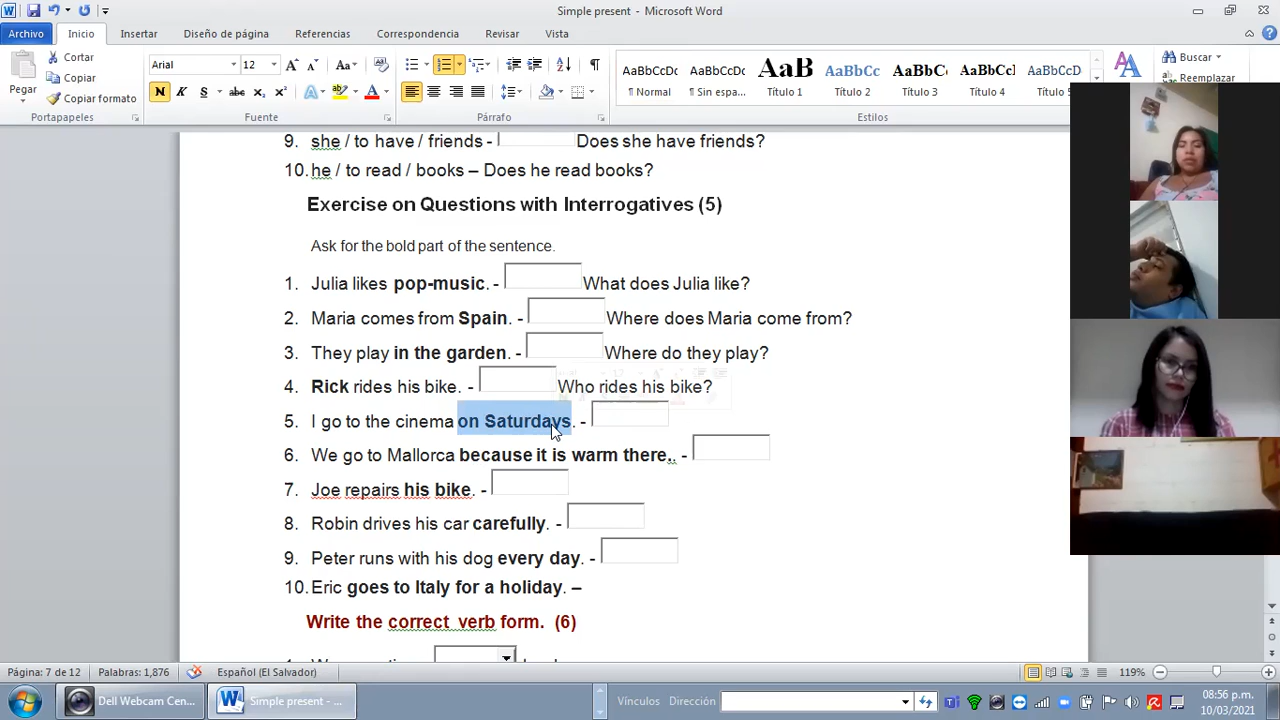 Simple present - Microsoft Word
Archivo Inicio Insertar Diseño de página Referencias Correspondencia Revisar Vista
Cortar
Copiar
Copiar formato
Pegar
Portapapeles
Arial 12
Fuente
Párrafo
AaBbCcDc AaBbCcDc AaB AaBbCc AaBbC AaBbCc AaBbCcD
¶ Normal ¶ Sin espa... Título 1 Título 2 Título 3 Título 4
Estilos
Buscar
Reemplazar
9. she / to have / friends - Does she have friends?
10. he / to read / books – Does he read books?
Exercise on Questions with Interrogatives (5)
Ask for the bold part of the sentence.
1. Julia likes pop-music. - What does Julia like?
2. Maria comes from Spain. - Where does Maria come from?
3. They play in the garden. - Where do they play?
4. Rick rides his bike. - Who rides his bike?
5. I go to the cinema on Saturdays. -
6. We go to Mallorca because it is warm there.. -
7. Joe repairs his bike. -
8. Robin drives his car carefully. -
9. Peter runs with his dog every day. -
10. Eric goes to Italy for a holiday. –
Write the correct verb form. (6)
Página: 7 de 12 Palabras: 1,876 Español (El Salvador) 119%
Dell Webcam Cen... Simple present - ... Vínculos Dirección
08:56 p.m.
10/03/2021